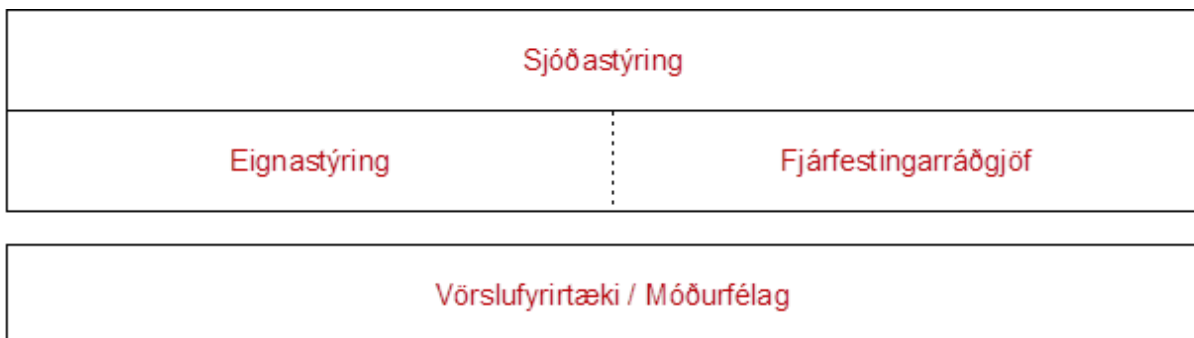 Sjóðastýring
Eignastýring
Fjárfestingarráðgjöf
Vörslufyrirtæki / Móðurfélag